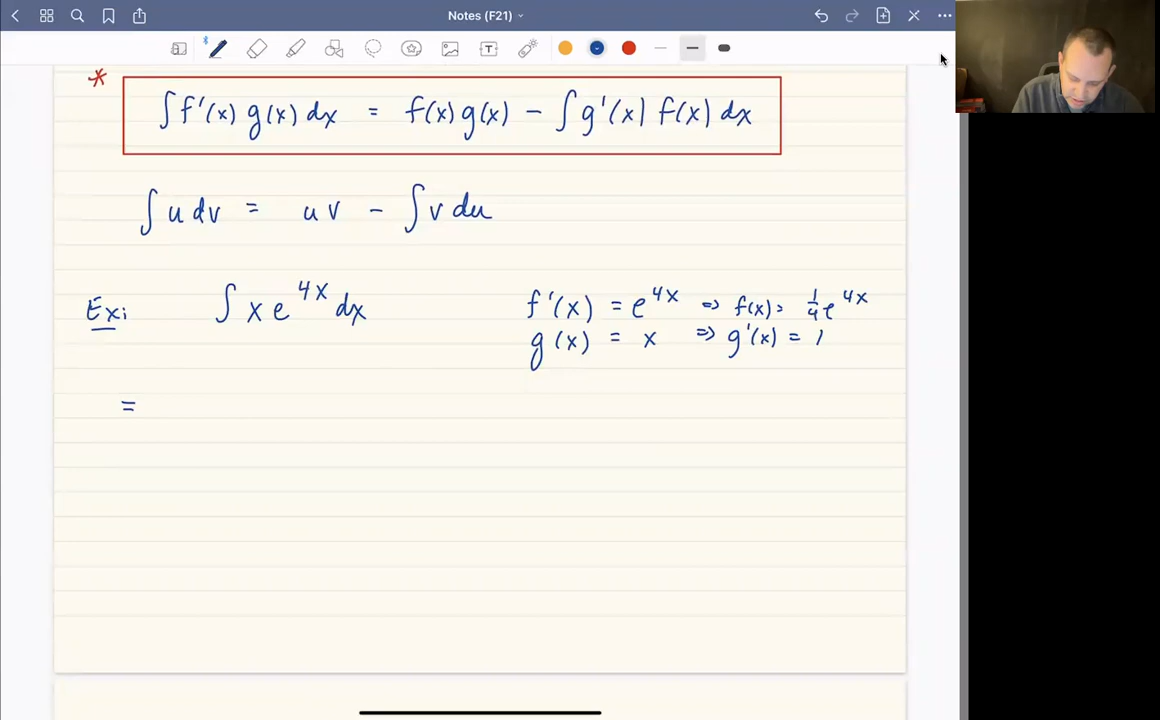 Notes (F21)
*
∫ f'(x) g(x) dx = f(x) g(x) − ∫ g'(x) f(x) dx
∫ u dv = uv − ∫ v du
Ex: ∫ x e^{4x} dx
f'(x) = e^{4x} ⇒ f(x) = 1/4 e^{4x}
g(x) = x ⇒ g'(x) = 1
=